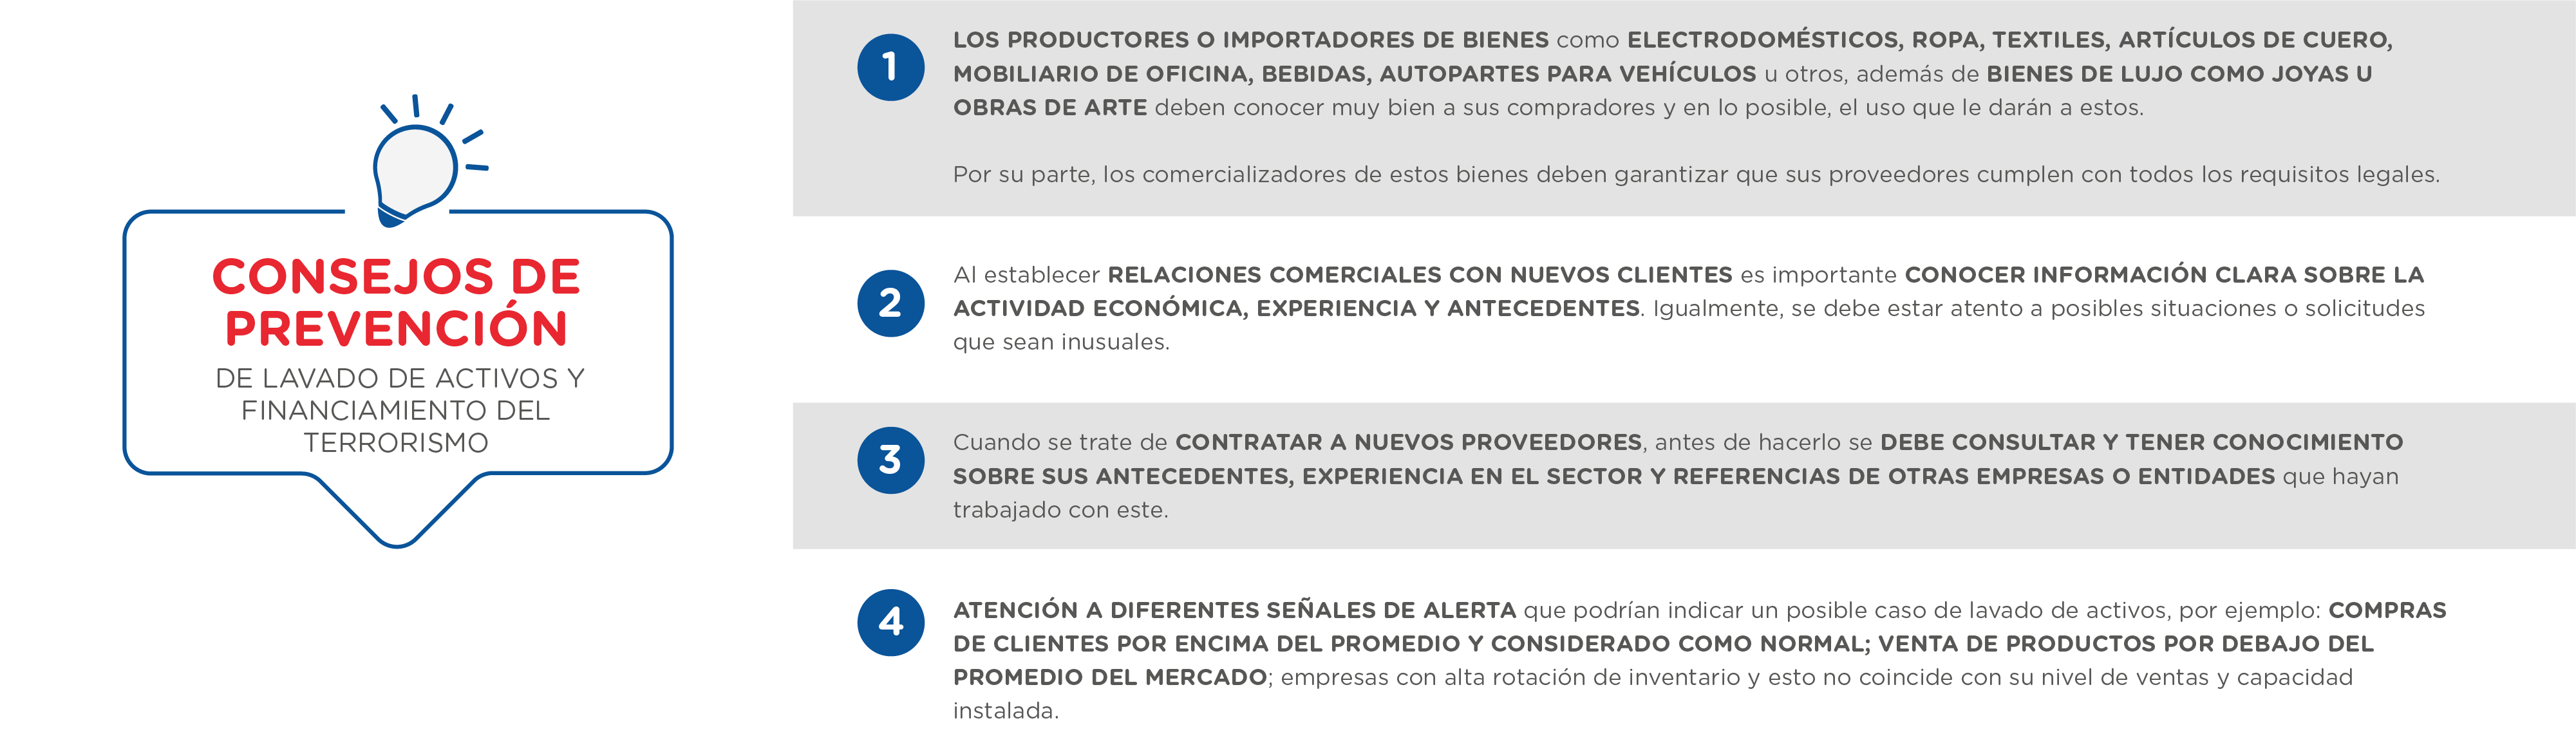 CONSEJOS DE
PREVENCIÓN
DE LAVADO DE ACTIVOS Y
FINANCIAMIENTO DEL
TERRORISMO
1
LOS PRODUCTORES O IMPORTADORES DE BIENES como ELECTRODOMÉSTICOS, ROPA, TEXTILES, ARTÍCULOS DE CUERO,
MOBILIARIO DE OFICINA, BEBIDAS, AUTOPARTES PARA VEHÍCULOS u otros, además de BIENES DE LUJO COMO JOYAS U
OBRAS DE ARTE deben conocer muy bien a sus compradores y en lo posible, el uso que le darán a estos.
Por su parte, los comercializadores de estos bienes deben garantizar que sus proveedores cumplen con todos los requisitos legales.
2
Al establecer RELACIONES COMERCIALES CON NUEVOS CLIENTES es importante CONOCER INFORMACIÓN CLARA SOBRE LA
ACTIVIDAD ECONÓMICA, EXPERIENCIA Y ANTECEDENTES. Igualmente, se debe estar atento a posibles situaciones o solicitudes
que sean inusuales.
3
Cuando se trate de CONTRATAR A NUEVOS PROVEEDORES, antes de hacerlo se DEBE CONSULTAR Y TENER CONOCIMIENTO
SOBRE SUS ANTECEDENTES, EXPERIENCIA EN EL SECTOR Y REFERENCIAS DE OTRAS EMPRESAS O ENTIDADES que hayan
trabajado con este.
4
ATENCIÓN A DIFERENTES SEÑALES DE ALERTA que podrían indicar un posible caso de lavado de activos, por ejemplo: COMPRAS
DE CLIENTES POR ENCIMA DEL PROMEDIO Y CONSIDERADO COMO NORMAL; VENTA DE PRODUCTOS POR DEBAJO DEL
PROMEDIO DEL MERCADO; empresas con alta rotación de inventario y esto no coincide con su nivel de ventas y capacidad
instalada.